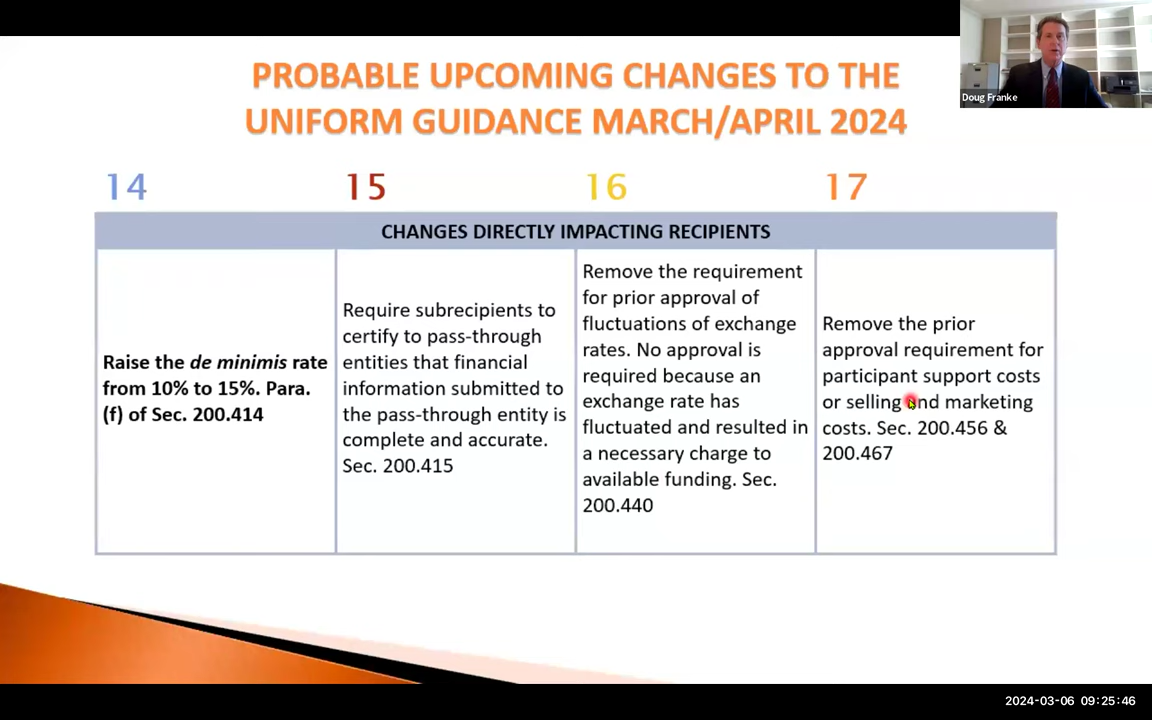 Doug Franke
PROBABLE UPCOMING CHANGES TO THE
UNIFORM GUIDANCE MARCH/APRIL 2024
14
15
16
17
CHANGES DIRECTLY IMPACTING RECIPIENTS
Raise the de minimis rate
from 10% to 15%. Para.
(f) of Sec. 200.414
Require subrecipients to
certify to pass-through
entities that financial
information submitted to
the pass-through entity is
complete and accurate.
Sec. 200.415
Remove the requirement
for prior approval of
fluctuations of exchange
rates. No approval is
required because an
exchange rate has
fluctuated and resulted in
a necessary charge to
available funding. Sec.
200.440
Remove the prior
approval requirement for
participant support costs
or selling and marketing
costs. Sec. 200.456 &
200.467
2024-03-06 09:25:46